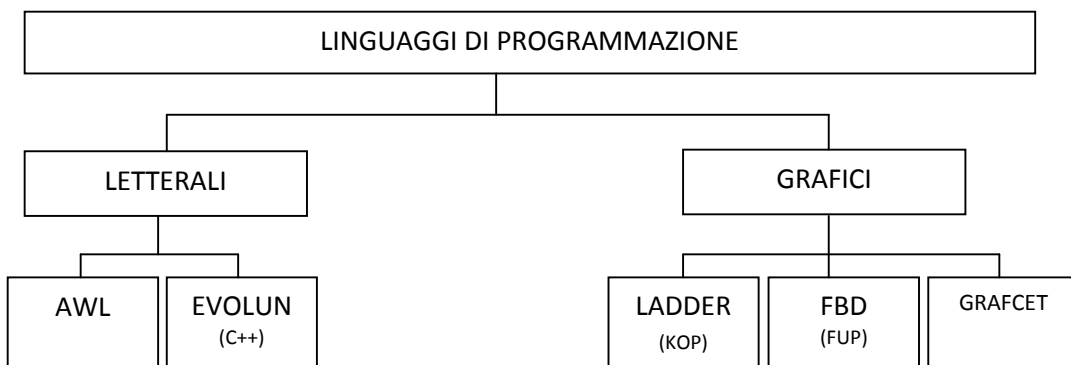 LINGUAGGI DI PROGRAMMAZIONE
LETTERALI
GRAFICI
AWL
EVOLUN
(C++)
LADDER
(KOP)
FBD
(FUP)
GRAFCET